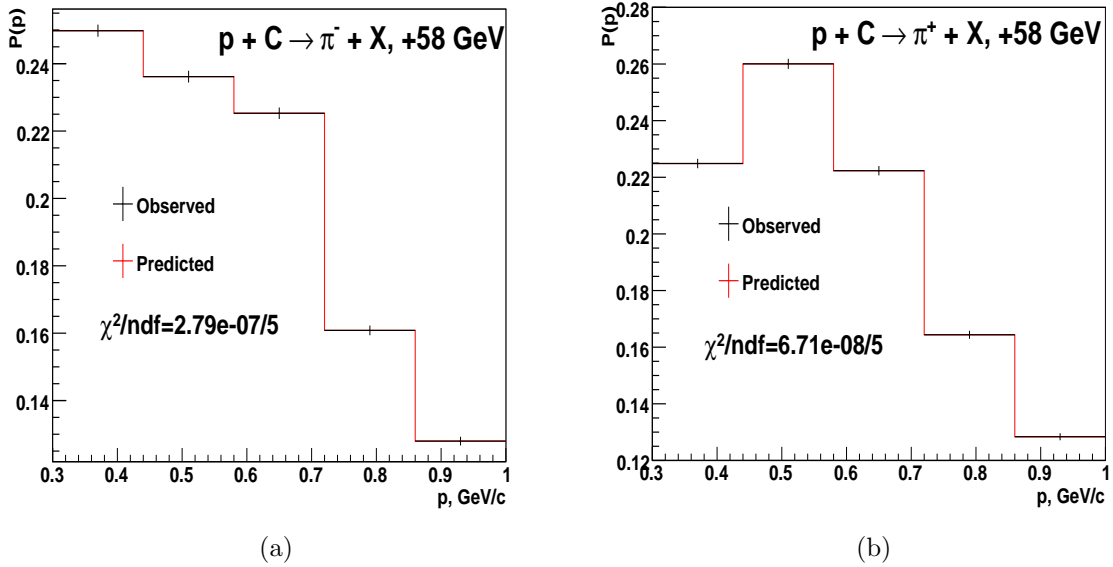 P(p)
p + C → π⁻ + X, +58 GeV
0.24
0.22
0.2
0.18
0.16
0.14
Observed
Predicted
χ²/ndf=2.79e-07/5
0.3 0.4 0.5 0.6 0.7 0.8 0.9 1
p, GeV/c
(a)
P(p)
p + C → π⁺ + X, +58 GeV
0.28
0.26
0.24
0.22
0.2
0.18
0.16
0.14
0.12
Observed
Predicted
χ²/ndf=6.71e-08/5
0.3 0.4 0.5 0.6 0.7 0.8 0.9 1
p, GeV/c
(b)